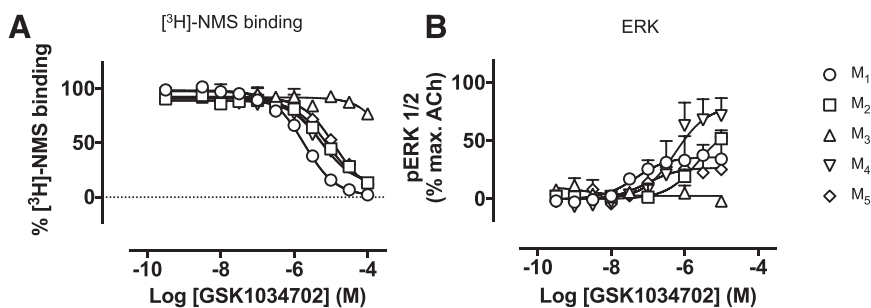 A
[³H]-NMS binding
% [³H]-NMS binding
100
50
0
-10
-8
-6
-4
Log [GSK1034702] (M)
B
ERK
pERK 1/2
(% max. ACh)
100
50
0
-10
-8
-6
-4
Log [GSK1034702] (M)
M₁
M₂
M₃
M₄
M₅